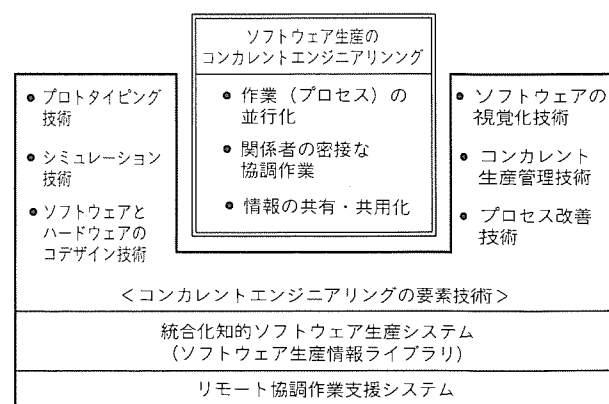 ソフトウェア生産の
コンカレントエンジニアリンング
● 作業（プロセス）の
並行化
● 関係者の密接な
協調作業
● 情報の共有・共用化
● プロトタイピング
技術
● シミュレーション
技術
● ソフトウェアと
ハードウェアの
コデザイン技術
● ソフトウェアの
視覚化技術
● コンカレント
生産管理技術
● プロセス改善
技術
＜コンカレントエンジニアリングの要素技術＞
統合化知的ソフトウェア生産システム
（ソフトウェア生産情報ライブラリ）
リモート協調作業支援システム